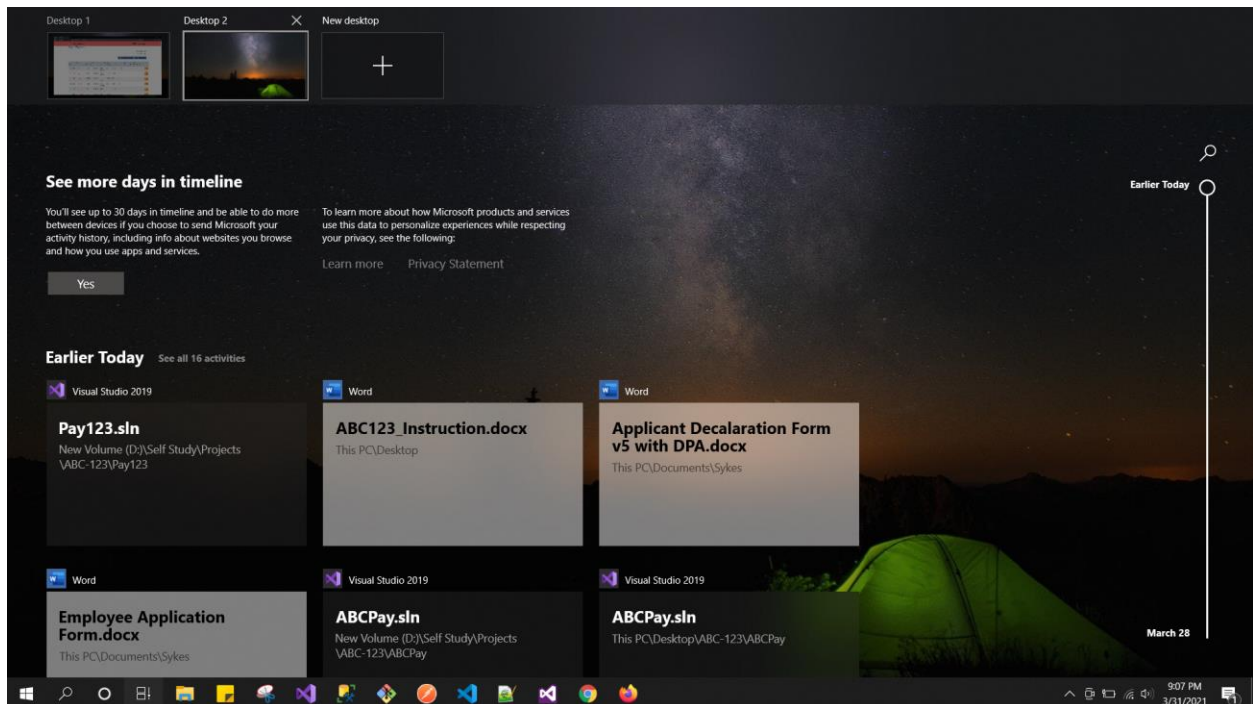 Desktop 1
Desktop 2
New desktop
See more days in timeline
You'll see up to 30 days in timeline and be able to do more
between devices if you choose to send Microsoft your
activity history, including info about websites you browse
and how you use apps and services.
To learn more about how Microsoft products and services
use this data to personalize experiences while respecting
your privacy, see the following:
Learn more Privacy Statement
Yes
Earlier Today
Earlier Today See all 16 activities
Visual Studio 2019
Pay123.sln
New Volume (D:)\Self Study\Projects
\ABC-123\Pay123
Word
ABC123_Instruction.docx
This PC\Desktop
Word
Applicant Decalaration Form
v5 with DPA.docx
This PC\Documents\Sykes
Word
Employee Application
Form.docx
This PC\Documents\Sykes
Visual Studio 2019
ABCPay.sln
New Volume (D:)\Self Study\Projects
\ABC-123\ABCPay
Visual Studio 2019
ABCPay.sln
This PC\Desktop\ABC-123\ABCPay
March 28
9:07 PM
3/31/2021